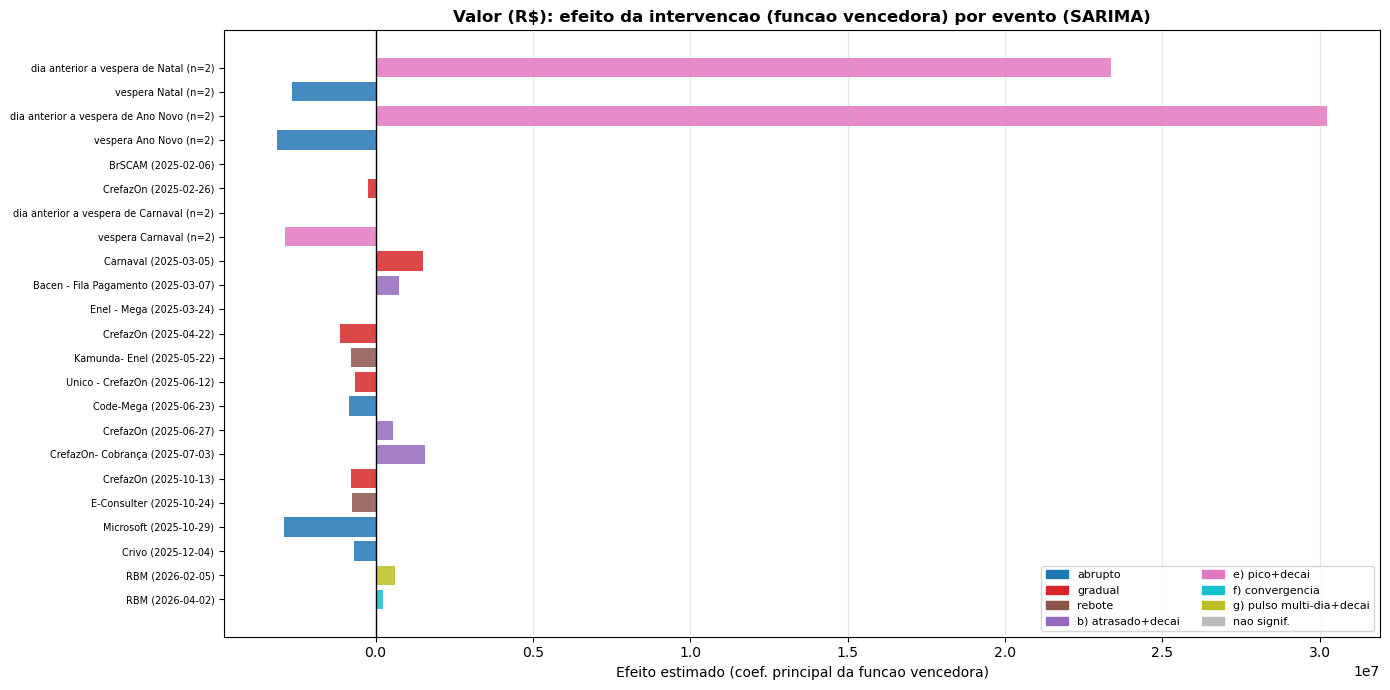 Valor (R$): efeito da intervencao (funcao vencedora) por evento (SARIMA)
dia anterior a vespera de Natal (n=2)
vespera Natal (n=2)
dia anterior a vespera de Ano Novo (n=2)
vespera Ano Novo (n=2)
BrSCAM (2025-02-06)
CrefazOn (2025-02-26)
dia anterior a vespera de Carnaval (n=2)
vespera Carnaval (n=2)
Carnaval (2025-03-05)
Bacen - Fila Pagamento (2025-03-07)
Enel - Mega (2025-03-24)
CrefazOn (2025-04-22)
Kamunda- Enel (2025-05-22)
Unico - CrefazOn (2025-06-12)
Code-Mega (2025-06-23)
CrefazOn (2025-06-27)
CrefazOn- Cobrança (2025-07-03)
CrefazOn (2025-10-13)
E-Consulter (2025-10-24)
Microsoft (2025-10-29)
Crivo (2025-12-04)
RBM (2026-02-05)
RBM (2026-04-02)
abrupto
gradual
rebote
b) atrasado+decai
e) pico+decai
f) convergencia
g) pulso multi-dia+decai
nao signif.
0.0 0.5 1.0 1.5 2.0 2.5 3.0
1e7
Efeito estimado (coef. principal da funcao vencedora)